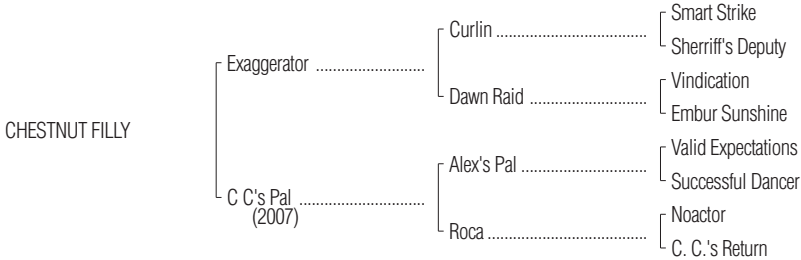 Smart Strike
Curlin ................................................
Sherriff's Deputy
Exaggerator ..........................
Vindication
Dawn Raid .....................................
Embur Sunshine
CHESTNUT FILLY
Valid Expectations
Alex's Pal ........................................
Successful Dancer
C C's Pal ..............................
(2007)
Noactor
Roca ..................................................
C. C.'s Return